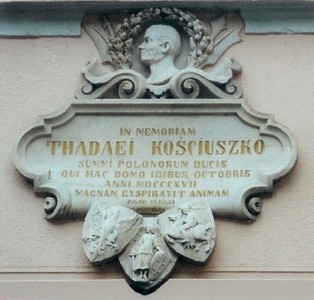 IN MEMORIAM
THADAEI KOŚCIUSZKO
SUMMI POLONORUM DUCIS
QUI HAC DOMO IDIBUS OCTOBRIS
ANNI MDCCCXVII
MAGNAM EXSPIRAVIT ANIMAM